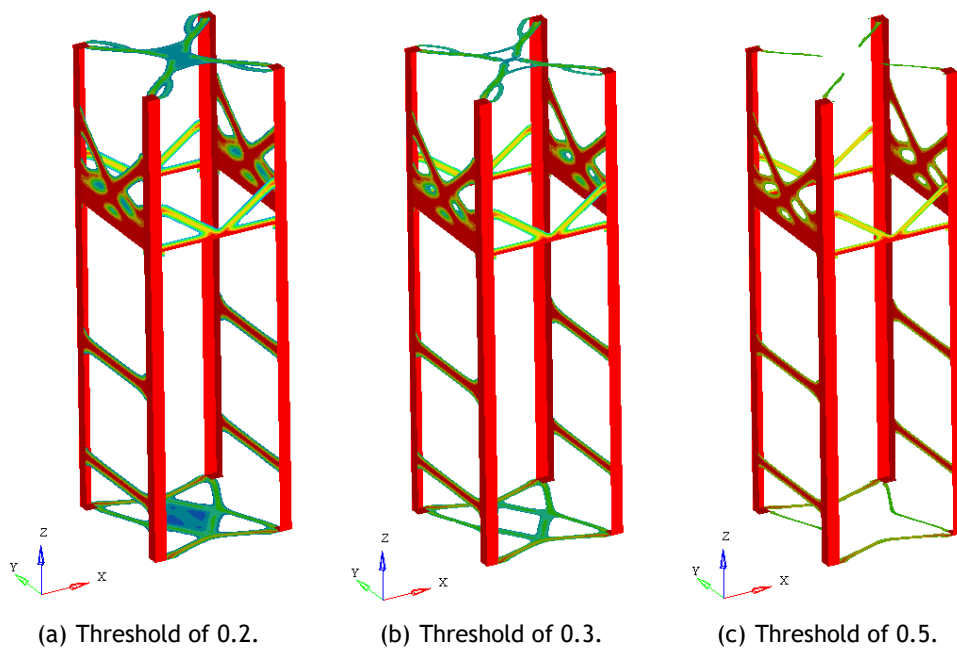 Z
Y
X
Z
Y
X
Z
Y
X
(a) Threshold of 0.2.
(b) Threshold of 0.3.
(c) Threshold of 0.5.